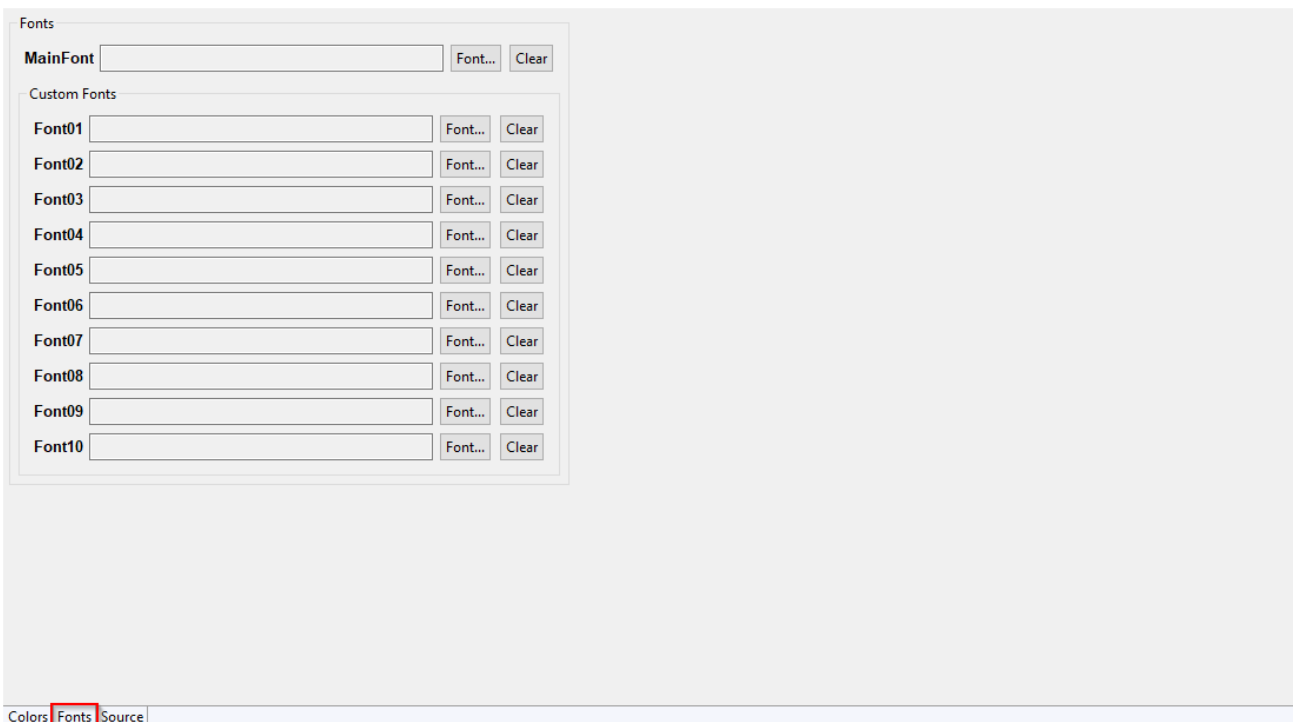 Fonts
MainFont Font... Clear
Custom Fonts
Font01 Font... Clear
Font02 Font... Clear
Font03 Font... Clear
Font04 Font... Clear
Font05 Font... Clear
Font06 Font... Clear
Font07 Font... Clear
Font08 Font... Clear
Font09 Font... Clear
Font10 Font... Clear
Colors Fonts Source